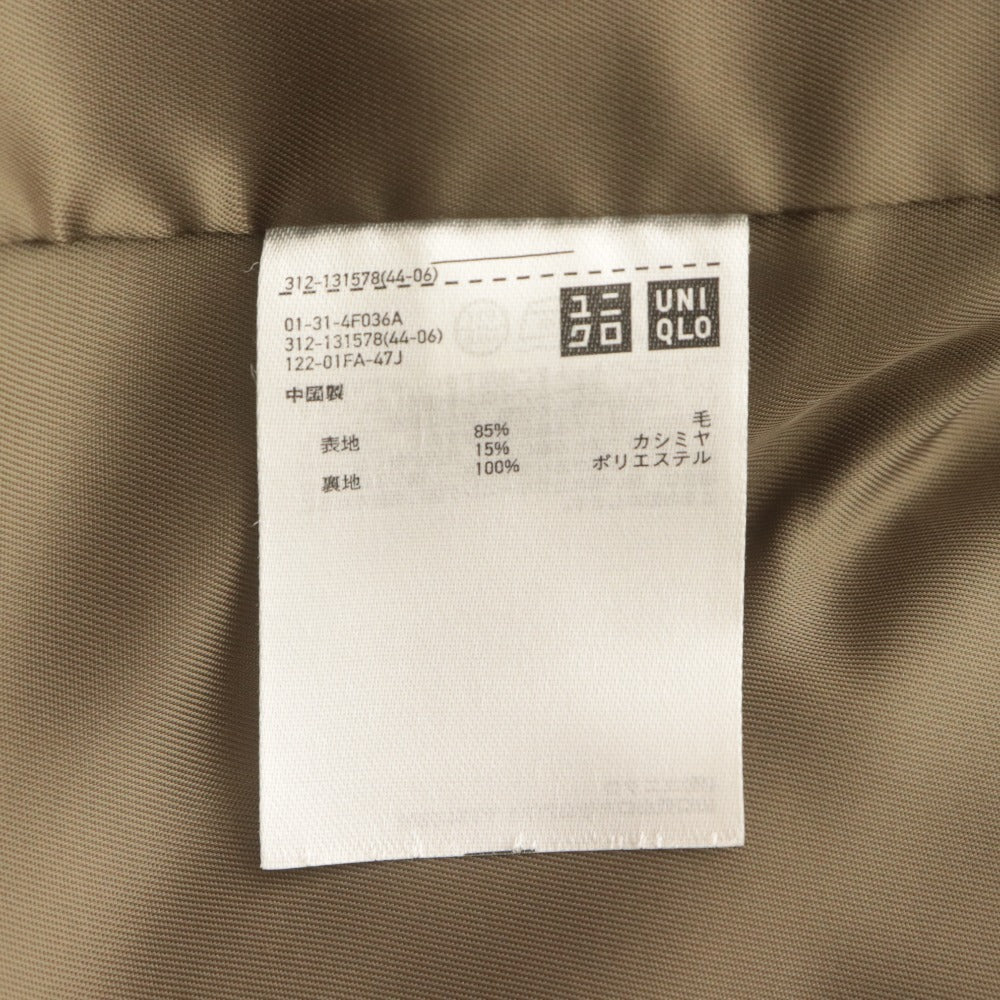 312-131578(44-06)
ユニクロ
UNIQLO
01-31-4F036A
312-131578(44-06)
122-01FA-47J
中国製
表地 85% 毛
15% カシミヤ
裏地 100% ポリエステル